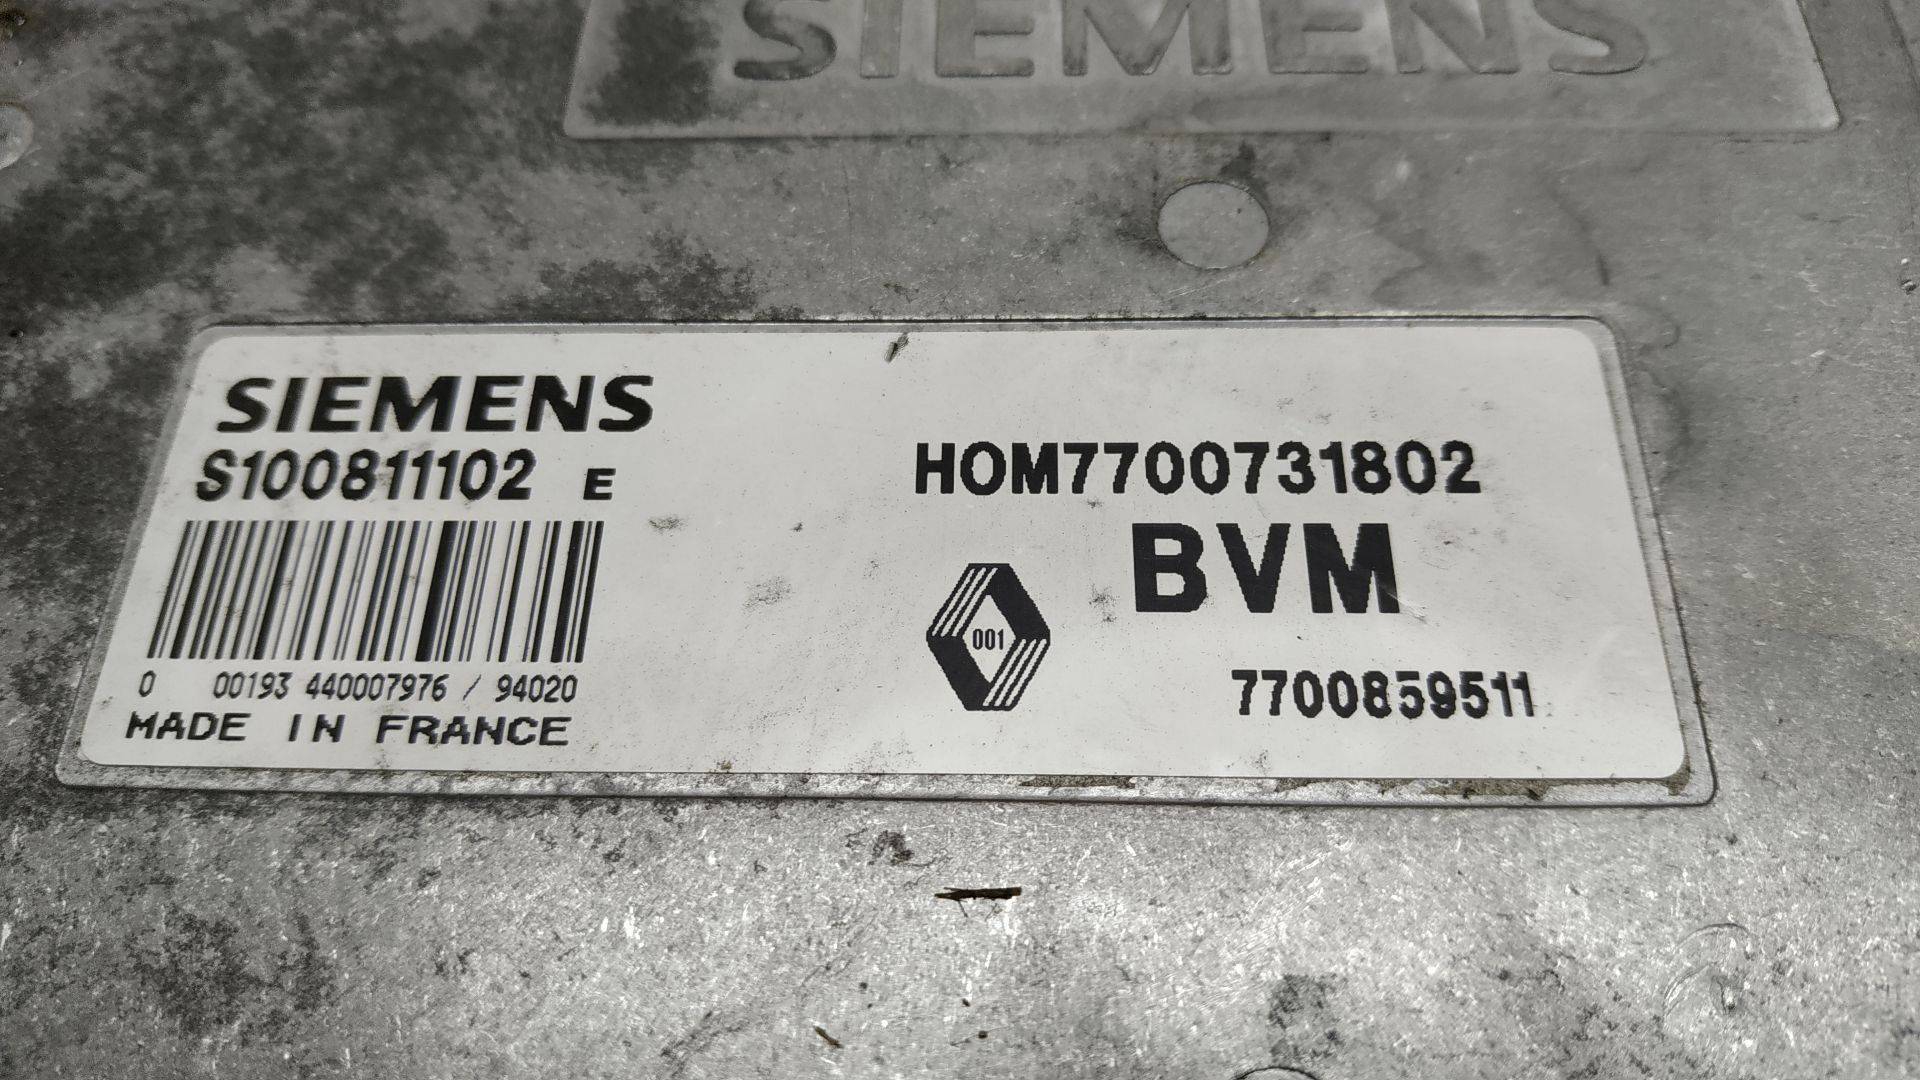 SIEMENS
SIEMENS
S100811102 E
HOM7700731802
BVM
001
0 00193 440007976 / 94020
7700859511
MADE IN FRANCE